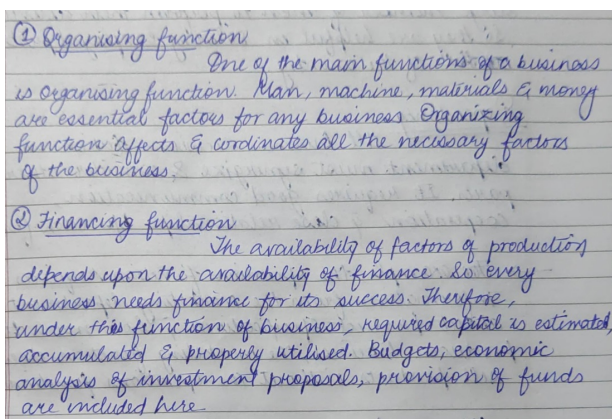 ① Organising function
One of the main functions of a business
is organising function. Man, machine, materials & money
are essential factors for any business Organizing
function affects & cordinates all the necessary factors
of the business.
② Financing function
The availability of factors of production
depends upon the availability of finance. So every
business needs finance for its success. Therefore,
under this function of business, required capital is estimated,
accumulated & properly utilised. Budgets, economic
analysis of investment proposals, provision of funds
are included here.